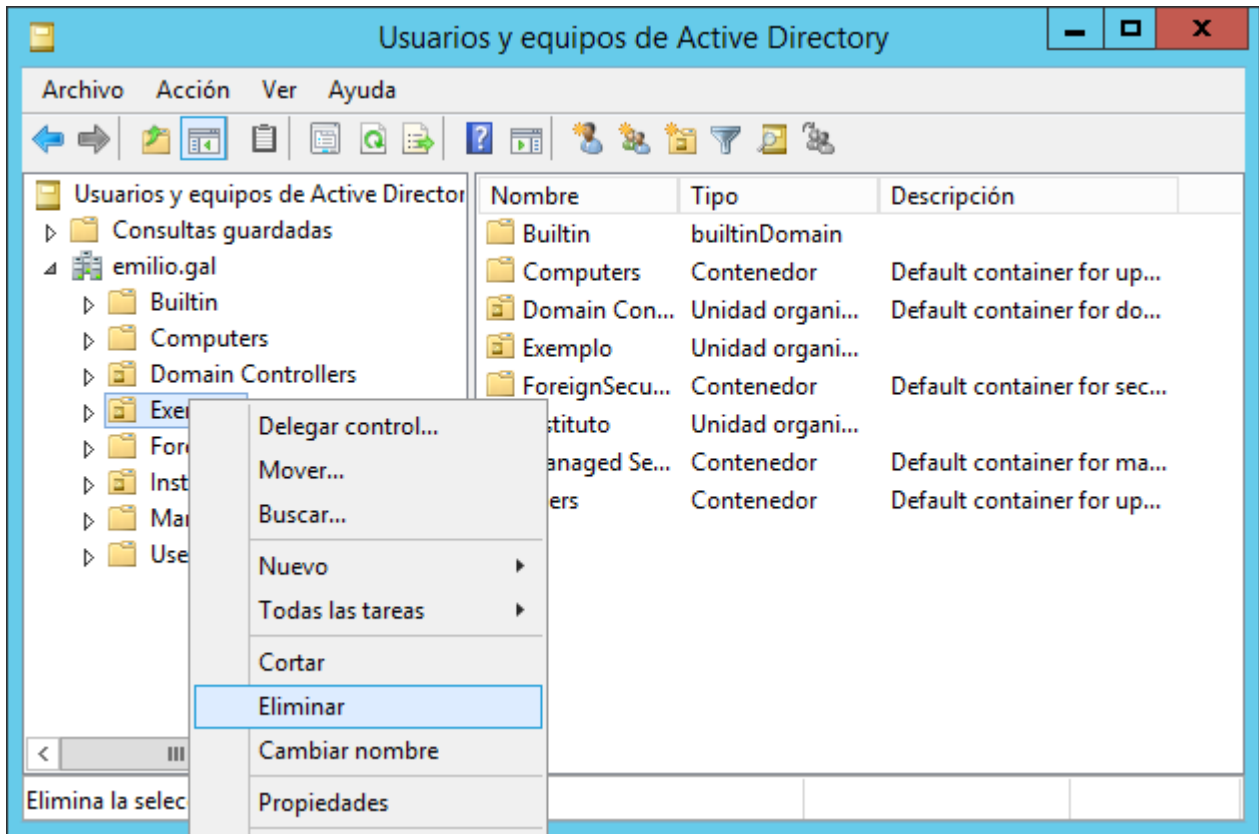 Usuarios y equipos de Active Directory
Archivo Acción Ver Ayuda
Usuarios y equipos de Active Director
Consultas guardadas
emilio.gal
Builtin
Computers
Domain Controllers
Exe
For
Inst
Mar
Use
Nombre Tipo Descripción
Builtin builtinDomain
Computers Contenedor Default container for up...
Domain Con... Unidad organi... Default container for do...
Exemplo Unidad organi...
ForeignSecu... Contenedor Default container for sec...
stituto Unidad organi...
anaged Se... Contenedor Default container for ma...
ers Contenedor Default container for up...
Delegar control...
Mover...
Buscar...
Nuevo
Todas las tareas
Cortar
Eliminar
Cambiar nombre
Propiedades
Elimina la selec